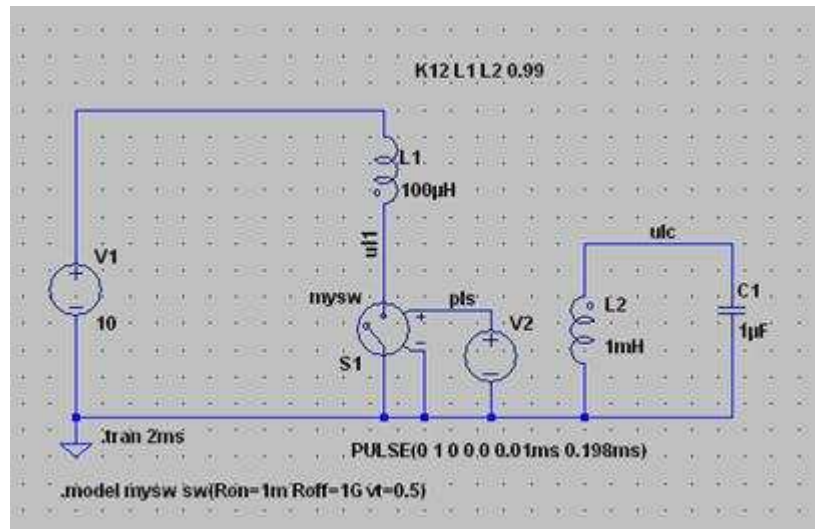 K12 L1 L2 0.99
L1
100µH
ul1
ulc
V1
10
mysw
pls
V2
S1
L2
1mH
C1
1µF
.tran 2ms
PULSE(0 1 0 0 0 0.01ms 0.198ms)
.model mysw sw(Ron=1m Roff=1G vt=0.5)